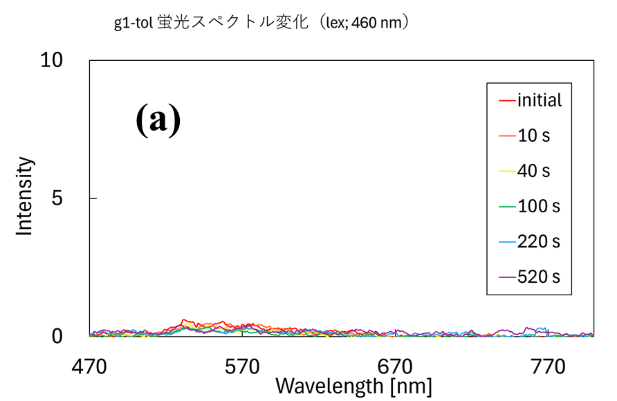 g1-tol 蛍光スペクトル変化（lex; 460 nm）
10
(a)
initial
10 s
40 s
100 s
220 s
520 s
Intensity
5
0
470
570
670
770
Wavelength [nm]